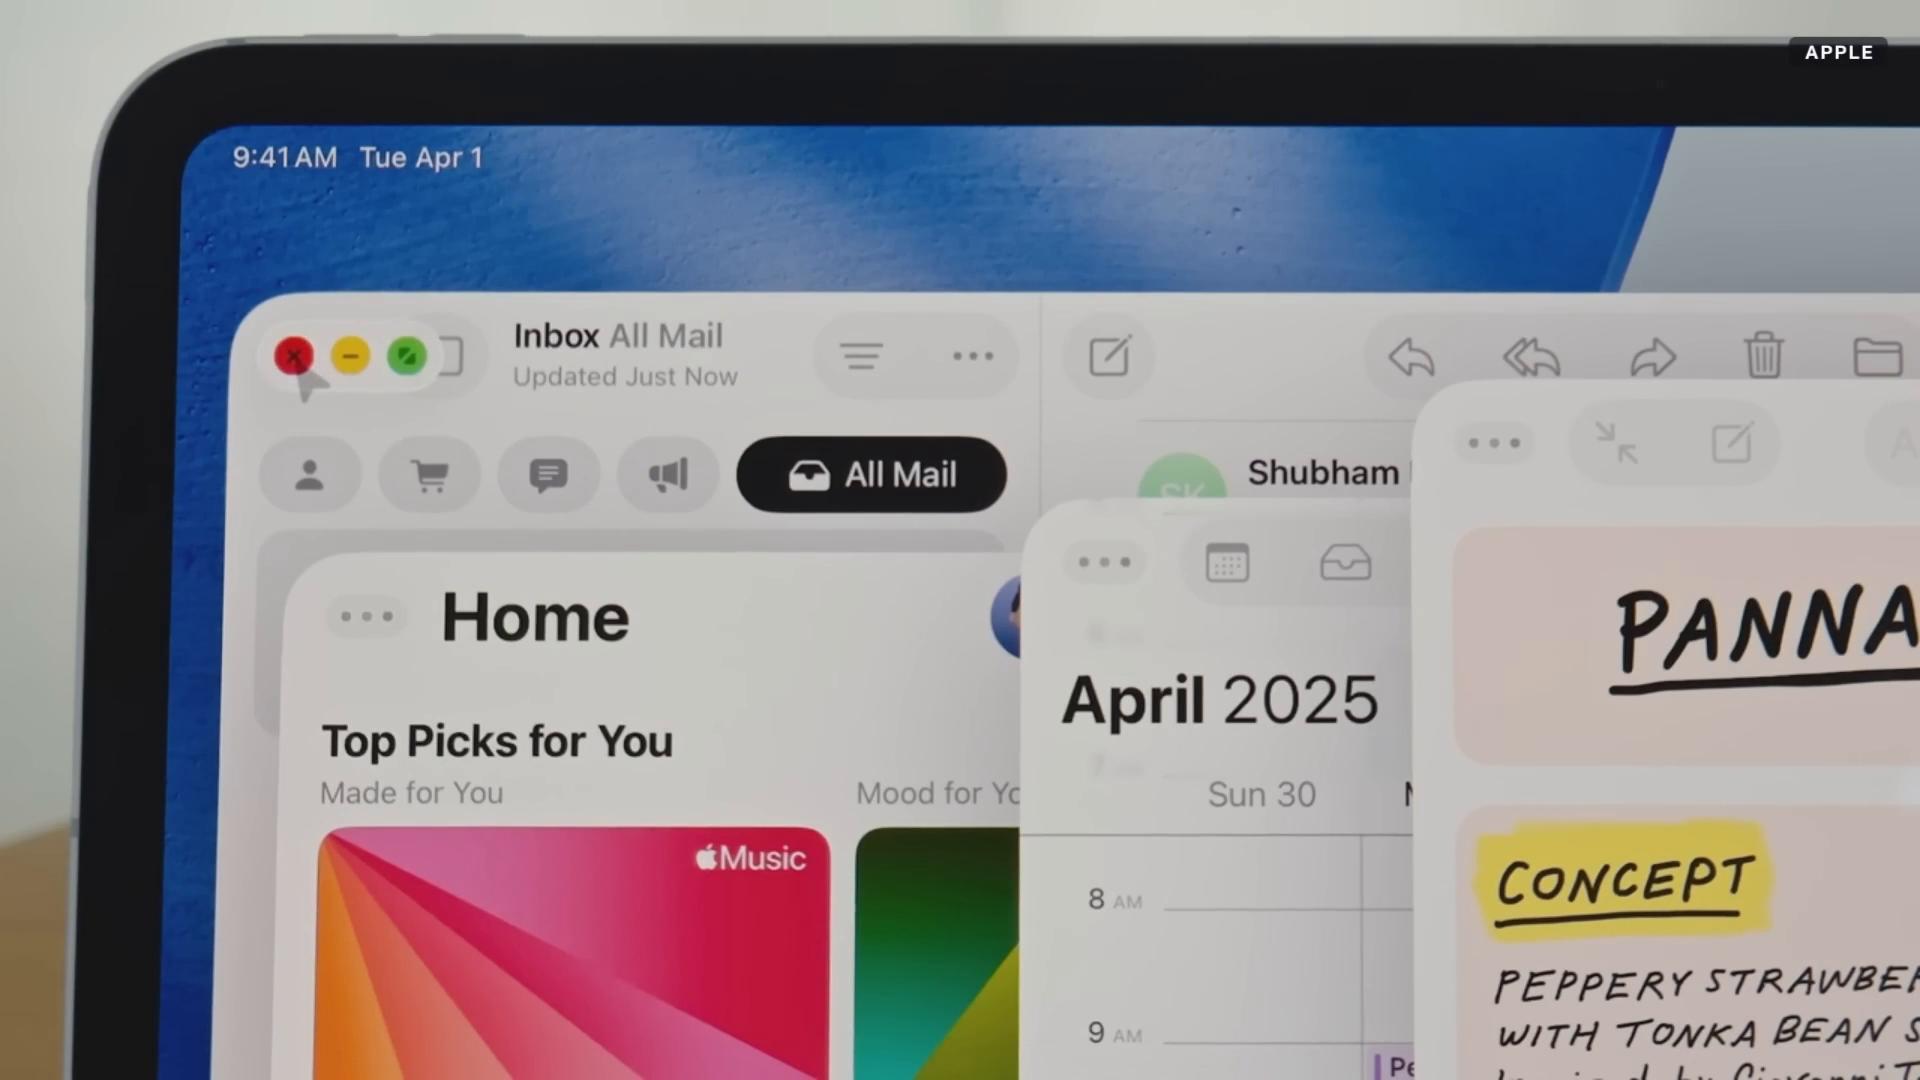 APPLE
9:41 AM Tue Apr 1
Inbox All Mail
Updated Just Now
All Mail
Shubham
SK
Home
Top Picks for You
Made for You
Mood for
Music
April 2025
Sun 30
8 AM
9 AM
PANNA
CONCEPT
PEPPERY
WITH TONKA BEAN
by